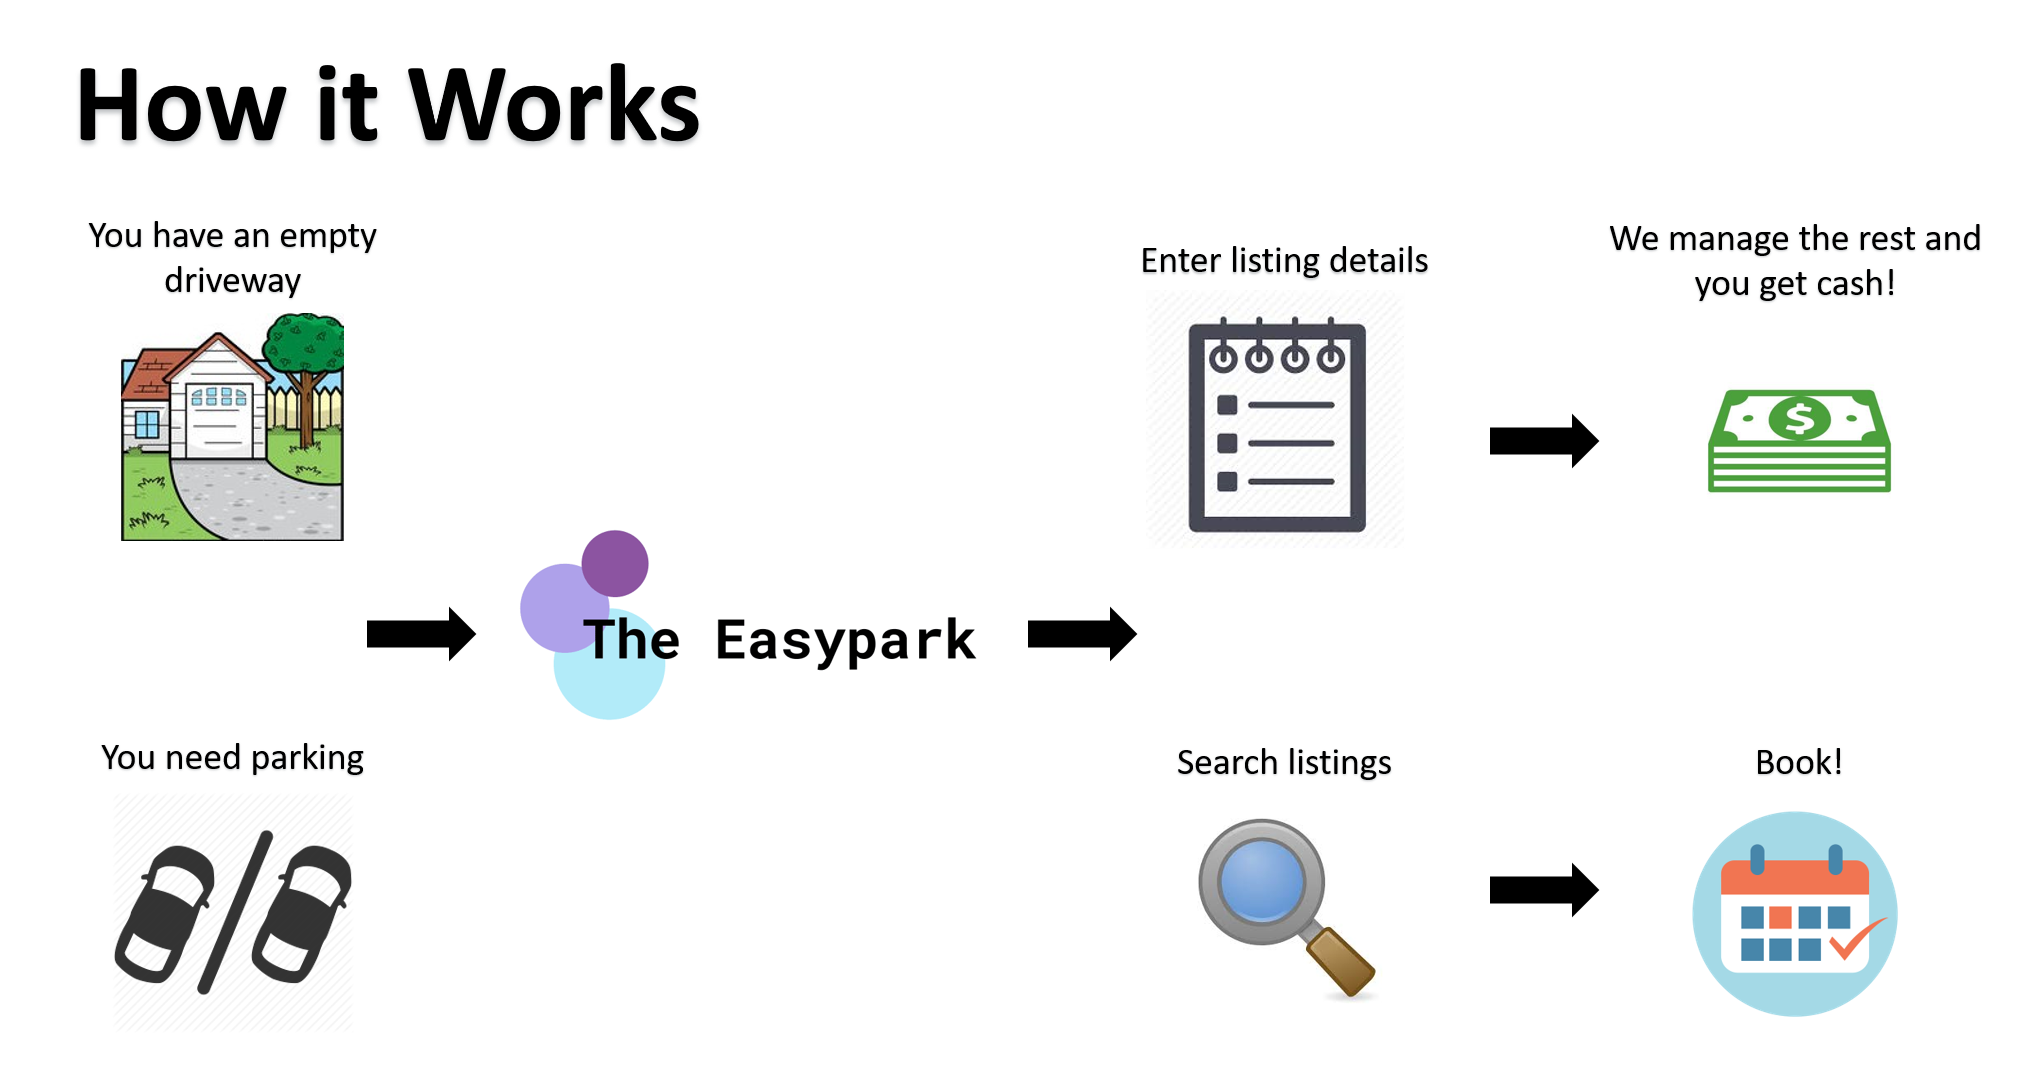 How it Works
You have an empty
driveway
Enter listing details
We manage the rest and
you get cash!
$
The Easypark
You need parking
Search listings
Book!